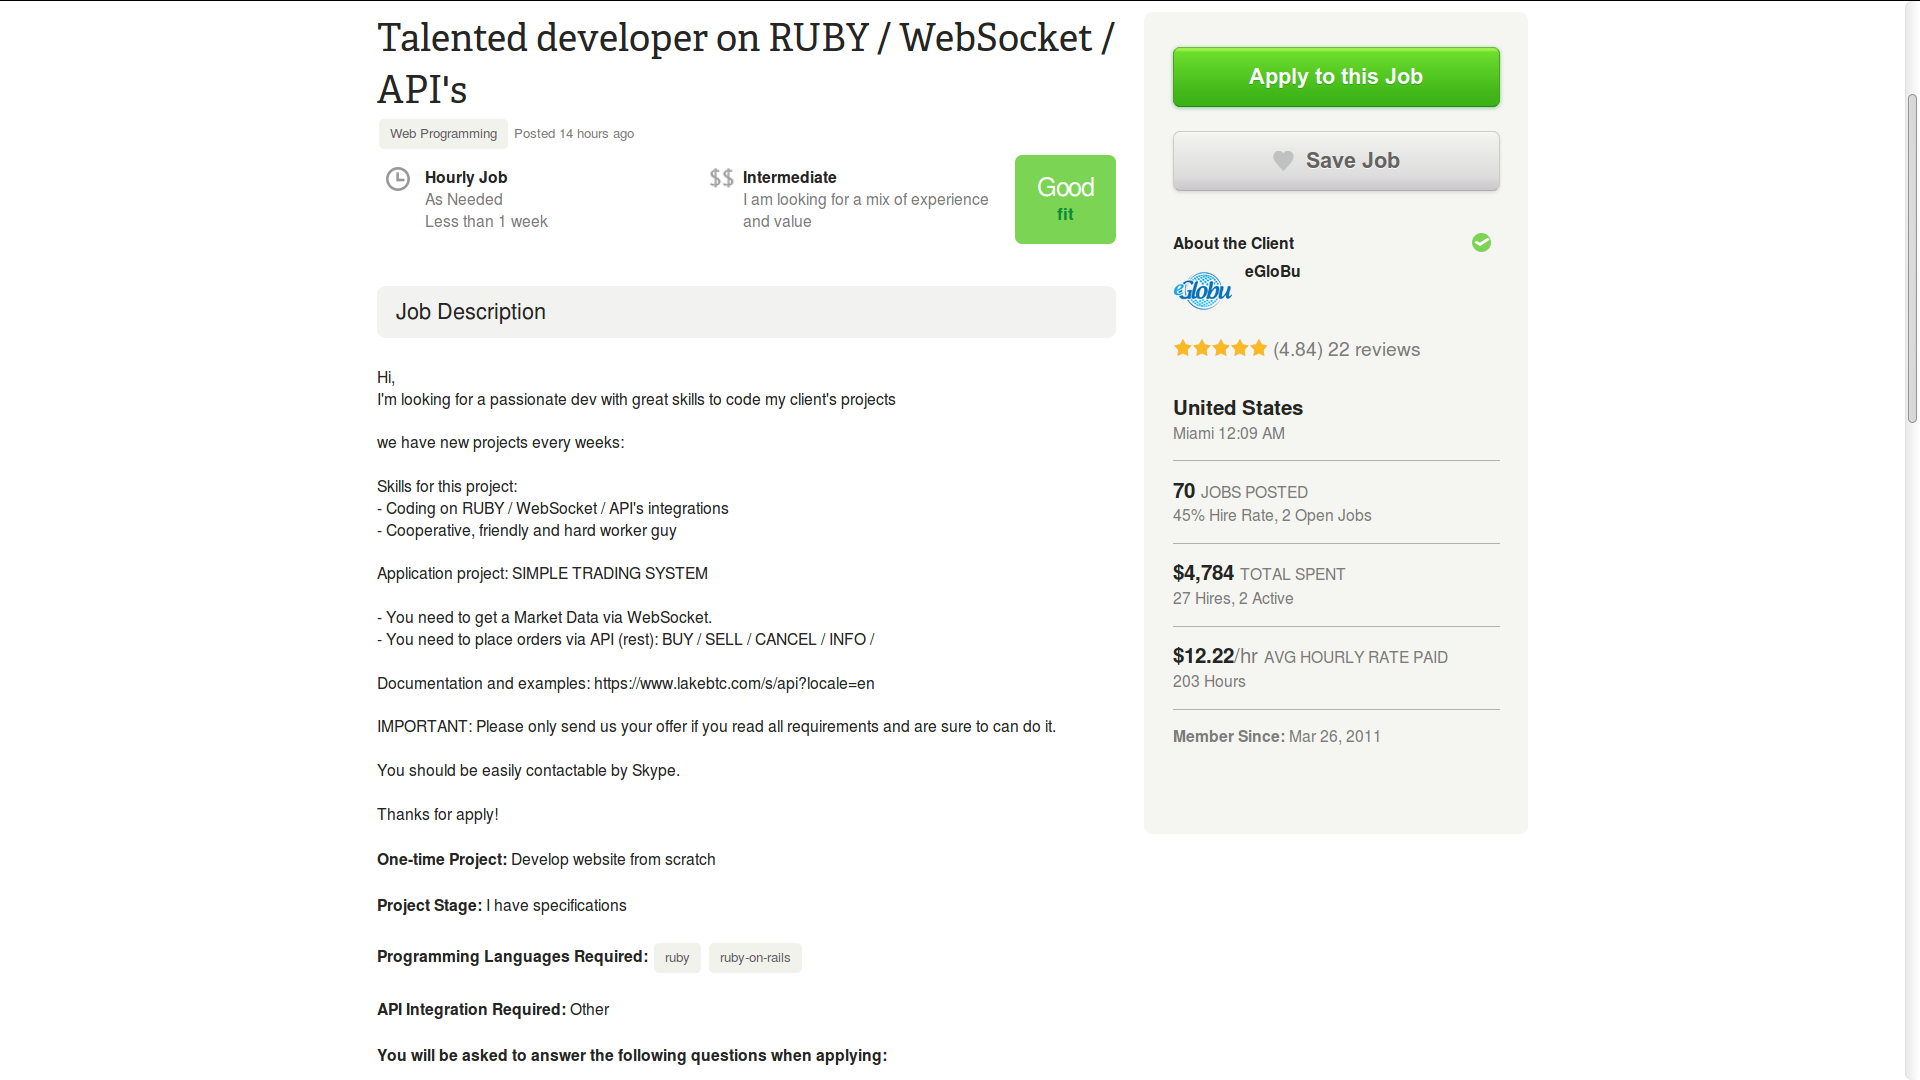 Talented developer on RUBY / WebSocket /
API's
Web Programming Posted 14 hours ago
Hourly Job
As Needed
Less than 1 week
$$ Intermediate
I am looking for a mix of experience
and value
Good
fit
Job Description
Hi,
I'm looking for a passionate dev with great skills to code my client's projects
we have new projects every weeks:
Skills for this project:
- Coding on RUBY / WebSocket / API's integrations
- Cooperative, friendly and hard worker guy
Application project: SIMPLE TRADING SYSTEM
- You need to get a Market Data via WebSocket.
- You need to place orders via API (rest): BUY / SELL / CANCEL / INFO /
Documentation and examples: https://www.lakebtc.com/s/api?locale=en
IMPORTANT: Please only send us your offer if you read all requirements and are sure to can do it.
You should be easily contactable by Skype.
Thanks for apply!
One-time Project: Develop website from scratch
Project Stage: I have specifications
Programming Languages Required: ruby ruby-on-rails
API Integration Required: Other
You will be asked to answer the following questions when applying:
Apply to this Job
Save Job
About the Client
eGlobu
eGloBu
(4.84) 22 reviews
United States
Miami 12:09 AM
70 JOBS POSTED
45% Hire Rate, 2 Open Jobs
$4,784 TOTAL SPENT
27 Hires, 2 Active
$12.22/hr AVG HOURLY RATE PAID
203 Hours
Member Since: Mar 26, 2011